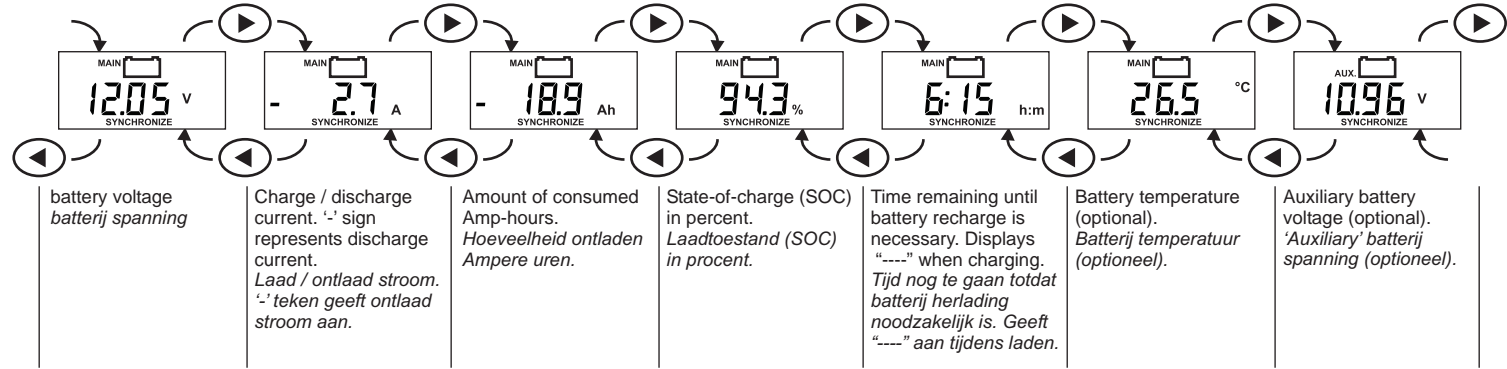 MAIN
12.05 V
SYNCHRONIZE
MAIN
- 2.7 A
SYNCHRONIZE
MAIN
- 18.9 Ah
SYNCHRONIZE
MAIN
94.3 %
SYNCHRONIZE
MAIN
6:15 h:m
SYNCHRONIZE
MAIN
26.5 °C
SYNCHRONIZE
AUX.
10.96 V
SYNCHRONIZE
battery voltage
batterij spanning
Charge / discharge
current. ‘-’ sign
represents discharge
current.
Laad / ontlaad stroom.
‘-’ teken geeft ontlaad
stroom aan.
Amount of consumed
Amp-hours.
Hoeveelheid ontladen
Ampere uren.
State-of-charge (SOC)
in percent.
Laadtoestand (SOC)
in procent.
Time remaining until
battery recharge is
necessary. Displays
“----” when charging.
Tijd nog te gaan totdat
batterij herlading
noodzakelijk is. Geeft
“----” aan tijdens laden.
Battery temperature
(optional).
Batterij temperatuur
(optioneel).
Auxiliary battery
voltage (optional).
‘Auxiliary’ batterij
spanning (optioneel).